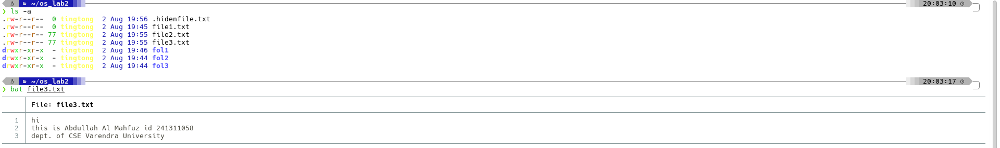 ~/os_lab2 20:03:10
❯ ls -a
.rw-r--r-- 0 tingtong 2 Aug 19:56 .hidenfile.txt
.rw-r--r-- 0 tingtong 2 Aug 19:45 file1.txt
.rw-r--r-- 77 tingtong 2 Aug 19:55 file2.txt
.rw-r--r-- 77 tingtong 2 Aug 19:55 file3.txt
drwxr-xr-x - tingtong 2 Aug 19:46 fol1
drwxr-xr-x - tingtong 2 Aug 19:44 fol2
drwxr-xr-x - tingtong 2 Aug 19:44 fol3
~/os_lab2 20:03:17
❯ bat file3.txt
File: file3.txt
1 hi
2 this is Abdullah Al Mahfuz id 241311058
3 dept. of CSE Varendra University